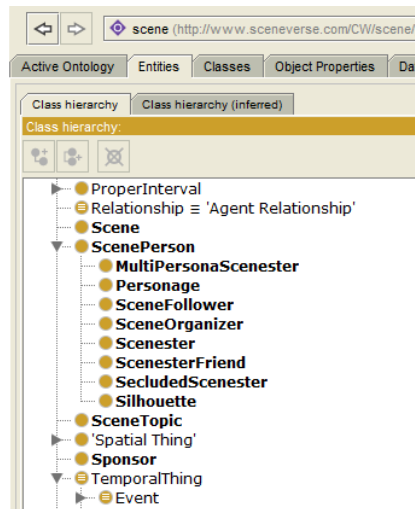 scene (http://www.sceneverse.com/CW/scene/
Active Ontology Entities Classes Object Properties Da
Class hierarchy Class hierarchy (inferred)
Class hierarchy:
ProperInterval
Relationship ≡ 'Agent Relationship'
Scene
ScenePerson
MultiPersonaScenester
Personage
SceneFollower
SceneOrganizer
Scenester
ScenesterFriend
SecludedScenester
Silhouette
SceneTopic
'Spatial Thing'
Sponsor
TemporalThing
Event